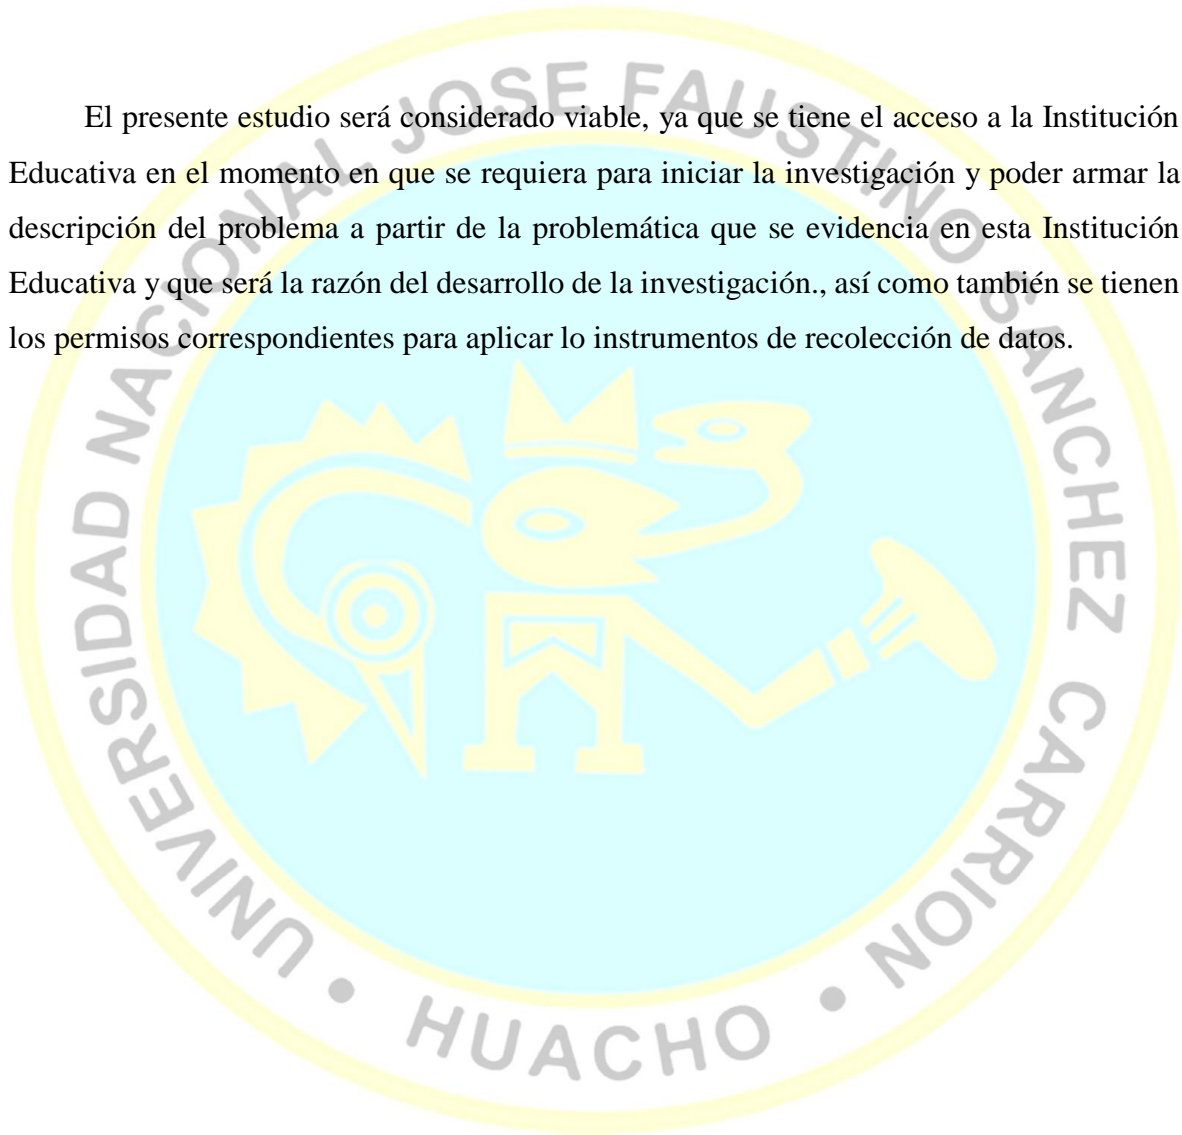 El presente estudio será considerado viable, ya que se tiene el acceso a la Institución
Educativa en el momento en que se requiera para iniciar la investigación y poder armar la
descripción del problema a partir de la problemática que se evidencia en esta Institución
Educativa y que será la razón del desarrollo de la investigación., así como también se tienen
los permisos correspondientes para aplicar lo instrumentos de recolección de datos.
UNIVERSIDAD NACIONAL JOSE FAUSTINO SANCHEZ CARRION
• HUACHO •